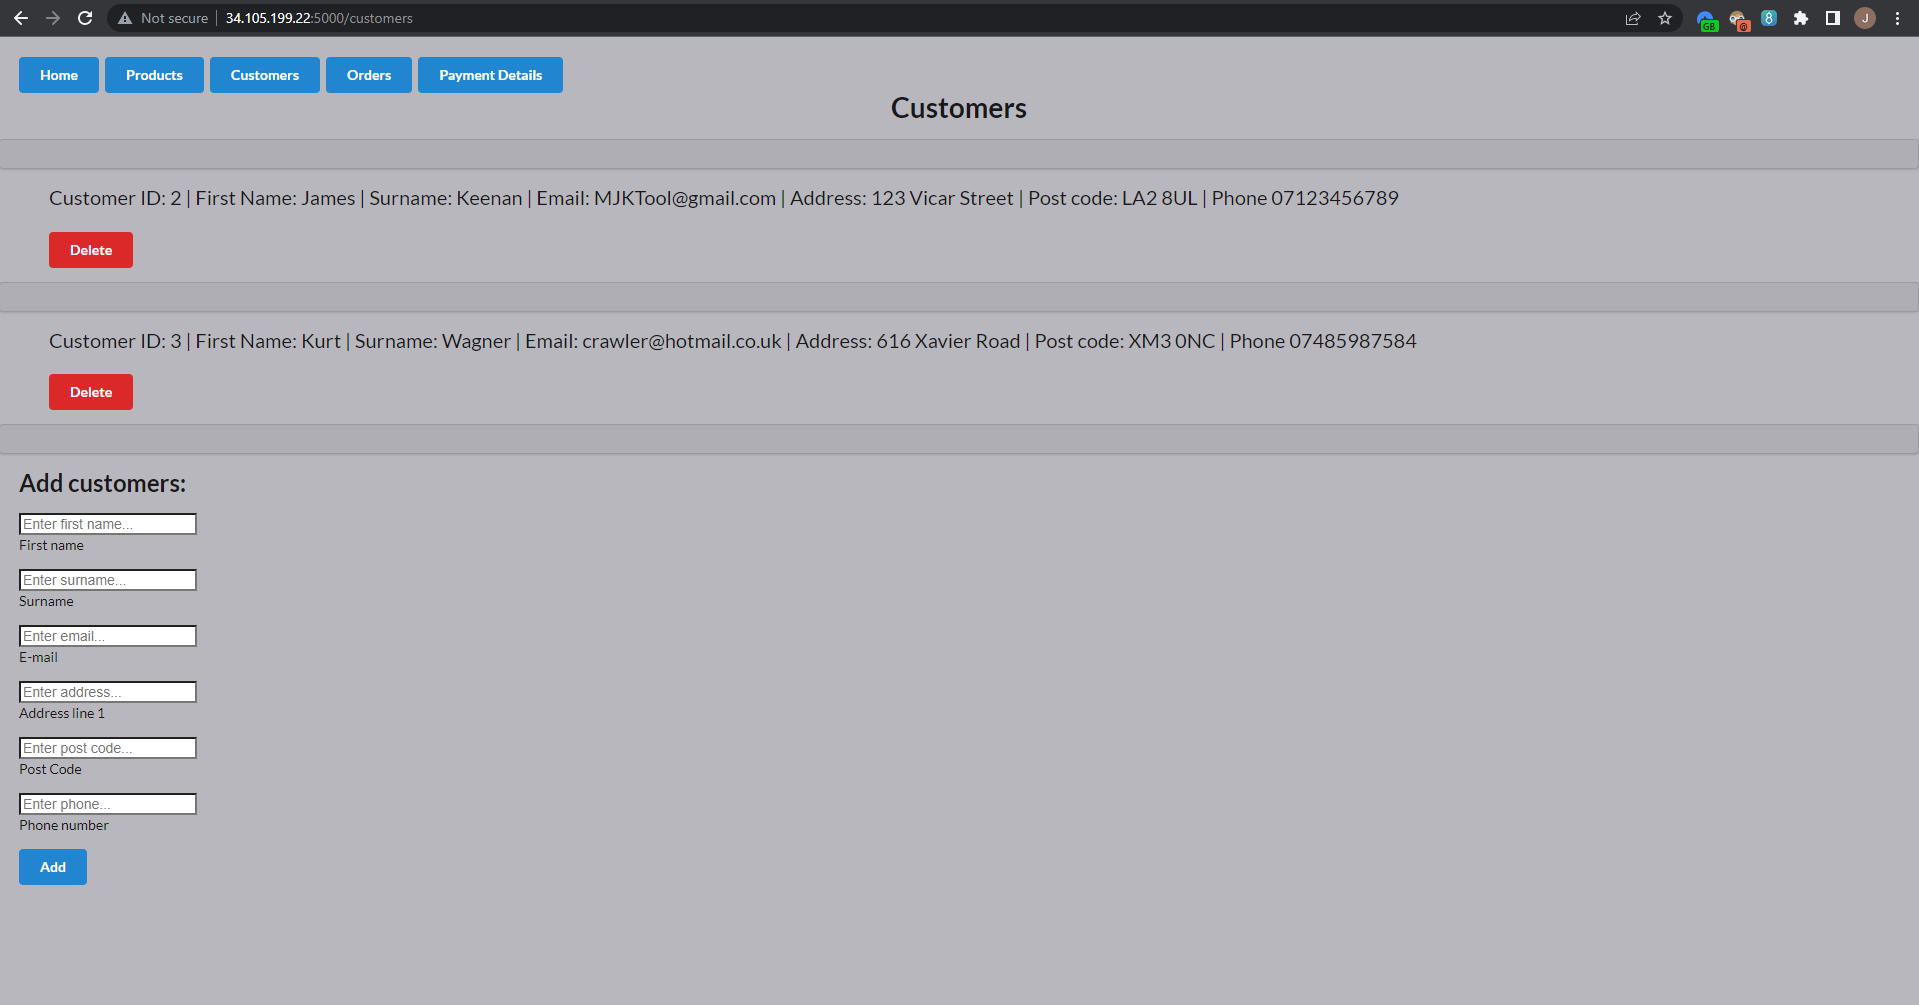 Not secure | 34.105.199.22:5000/customers
GB @ 8 J
Home Products Customers Orders Payment Details
Customers
Customer ID: 2 | First Name: James | Surname: Keenan | Email: MJKTool@gmail.com | Address: 123 Vicar Street | Post code: LA2 8UL | Phone 07123456789
Delete
Customer ID: 3 | First Name: Kurt | Surname: Wagner | Email: crawler@hotmail.co.uk | Address: 616 Xavier Road | Post code: XM3 0NC | Phone 07485987584
Delete
Add customers:
Enter first name...
First name
Enter surname...
Surname
Enter email...
E-mail
Enter address...
Address line 1
Enter post code...
Post Code
Enter phone...
Phone number
Add